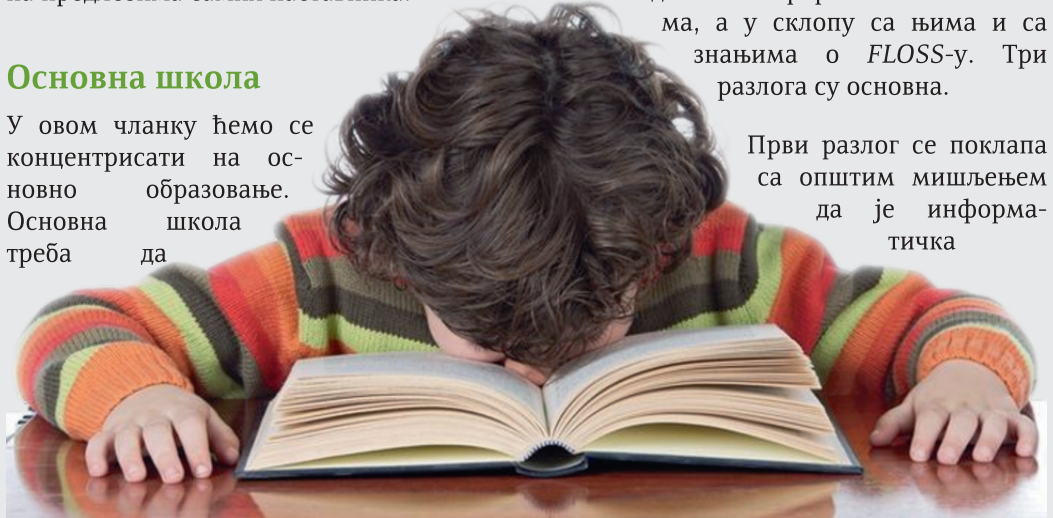 Основна школа
У овом чланку ћемо се
концентрисати на ос-
новно образовање.
Основна школа
треба да
ма, а у склопу са њима и са
знањима о FLOSS-у. Три
разлога су основна.
Први разлог се поклапа
са општим мишљењем
да је информа-
тичка